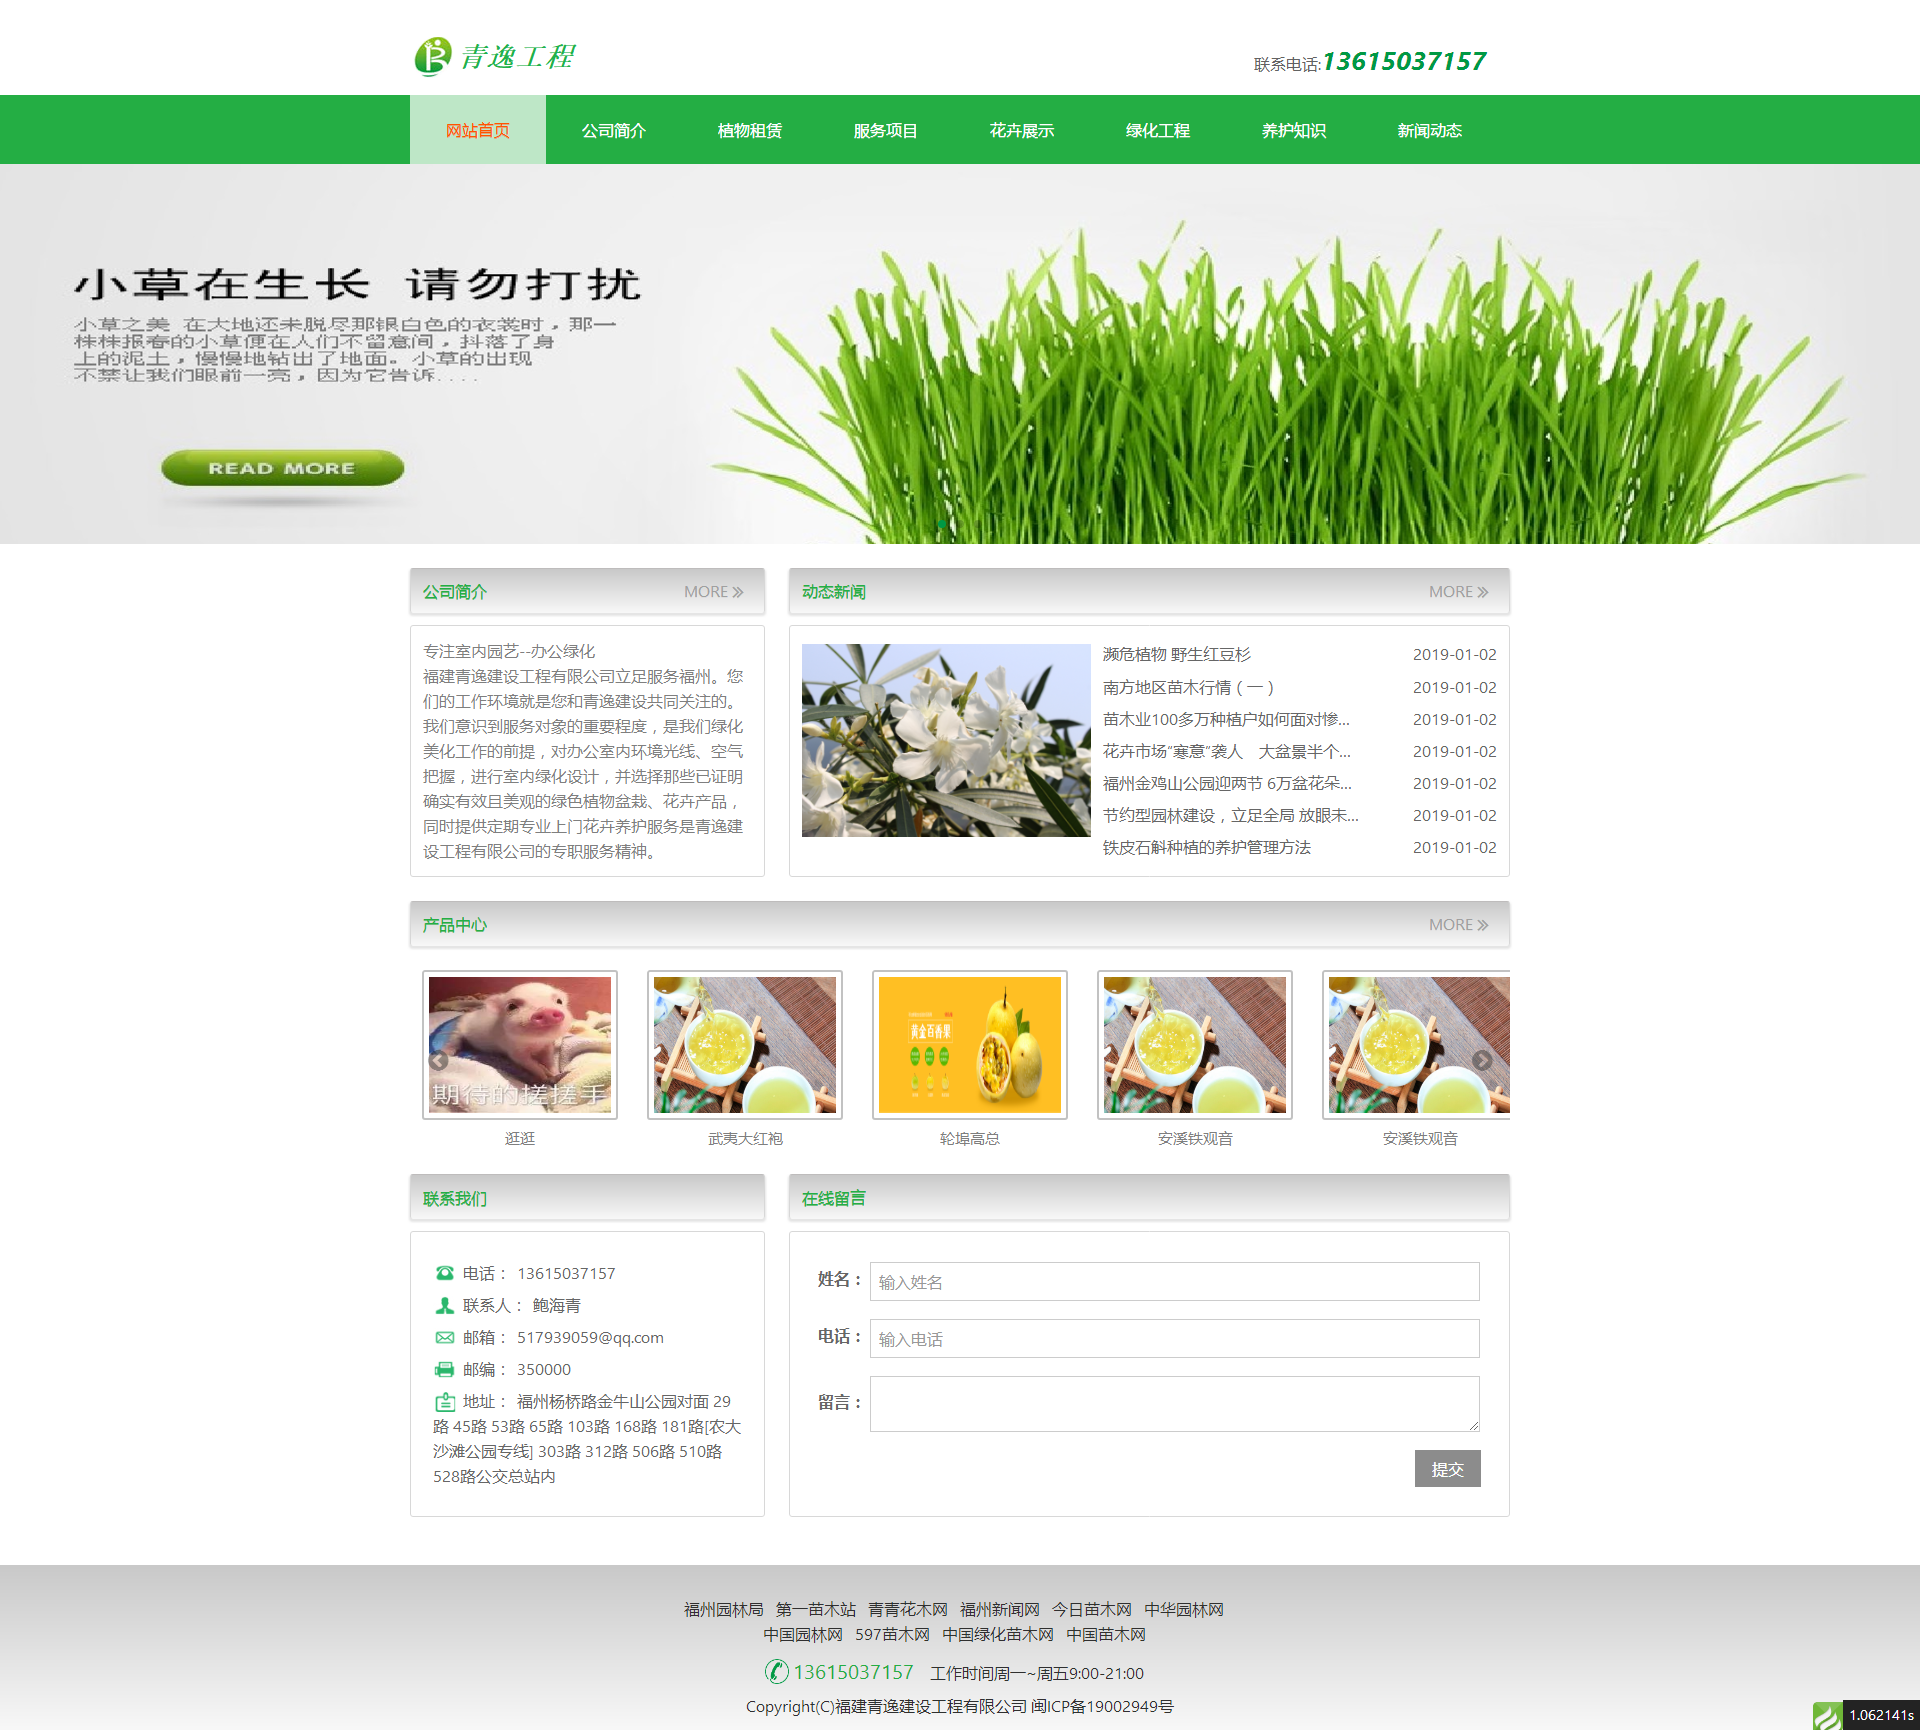 青逸工程
联系电话:13615037157
网站首页 公司简介 植物租赁 服务项目 花卉展示 绿化工程 养护知识 新闻动态
小草在生长 请勿打扰
小草之美 在大地还未脱尽那银白色的衣装时，那一
株株报春的小草便在人们不留意间，抖落了身
上的泥土，慢慢地钻出了地面。小草的出现
不禁让我们眼前一亮，因为它告诉....
READ MORE
公司简介 MORE
动态新闻 MORE
专注室内园艺--办公绿化
福建青逸建设工程有限公司立足服务福州。您
们的工作环境就是您和青逸建设共同关注的。
我们意识到服务对象的重要程度，是我们绿化
美化工作的前提，对办公室内环境光线、空气
把握，进行室内绿化设计，并选择那些已证明
确实有效且美观的绿色植物盆栽、花卉产品，
同时提供定期专业上门花卉养护服务是青逸建
设工程有限公司的专职服务精神。
濒危植物 野生红豆杉 2019-01-02
南方地区苗木行情（一） 2019-01-02
苗木业100多万种植户如何面对惨... 2019-01-02
花卉市场“寒意”袭人　大盆景半个... 2019-01-02
福州金鸡山公园迎两节 6万盆花朵... 2019-01-02
节约型园林建设，立足全局 放眼未... 2019-01-02
铁皮石斛种植的养护管理方法 2019-01-02
产品中心 MORE
期待的搓搓手
黄金百香果
逛逛 武夷大红袍 轮埠高总 安溪铁观音 安溪铁观音
联系我们
在线留言
电话： 13615037157
联系人： 鲍海青
邮箱： 517939059@qq.com
邮编： 350000
地址： 福州杨桥路金牛山公园对面 29
路 45路 53路 65路 103路 168路 181路[农大
沙滩公园专线] 303路 312路 506路 510路
528路公交总站内
姓名： 输入姓名
电话： 输入电话
留言：
提交
福州园林局 第一苗木站 青青花木网 福州新闻网 今日苗木网 中华园林网
中国园林网 597苗木网 中国绿化苗木网 中国苗木网
13615037157 工作时间周一~周五9:00-21:00
Copyright(C)福建青逸建设工程有限公司 闽ICP备19002949号
1.062141s